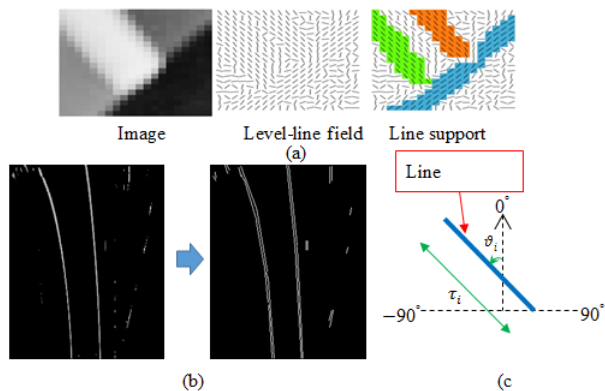 Image
Level-line field
Line support
(a)
Line
0°
ϑi
τi
−90°
90°
(b)
(c